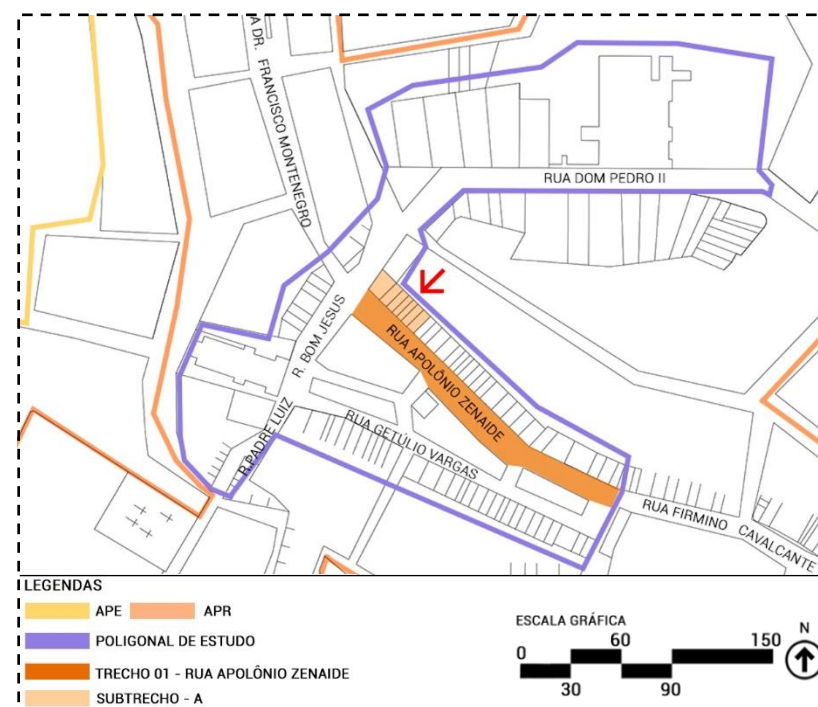 A DR. FRANCISCO MONTENEGRO
RUA DOM PEDRO II
R. BOM JESUS
RUA APOLÔNIO ZENAIDE
R.PADRE LUIZ
RUA GETÚLIO VARGAS
RUA FIRMINO CAVALCANTE
LEGENDAS
APE APR
POLIGONAL DE ESTUDO
TRECHO 01 - RUA APOLÔNIO ZENAIDE
SUBTRECHO - A
ESCALA GRÁFICA
0 60 150
30 90
N